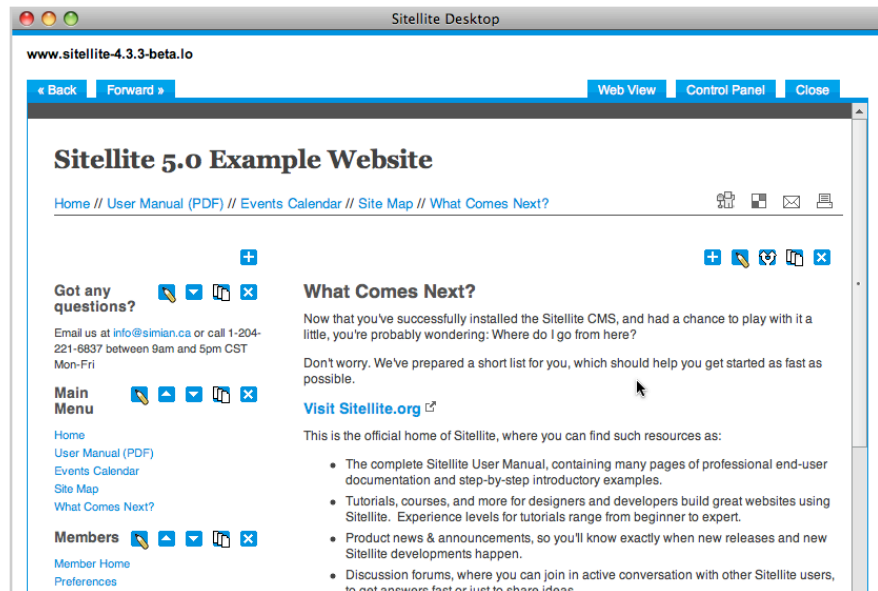 Sitellite Desktop
www.sitellite-4.3.3-beta.lo
« Back Forward » Web View Control Panel Close
Sitellite 5.0 Example Website
Home // User Manual (PDF) // Events Calendar // Site Map // What Comes Next?
Got any
questions?
Email us at info@simian.ca or call 1-204-
221-6837 between 9am and 5pm CST
Mon-Fri
Main
Menu
Home
User Manual (PDF)
Events Calendar
Site Map
What Comes Next?
Members
Member Home
Preferences
What Comes Next?
Now that you've successfully installed the Sitellite CMS, and had a chance to play with it a
little, you're probably wondering: Where do I go from here?
Don't worry. We've prepared a short list for you, which should help you get started as fast as
possible.
Visit Sitellite.org
This is the official home of Sitellite, where you can find such resources as:
• The complete Sitellite User Manual, containing many pages of professional end-user
documentation and step-by-step introductory examples.
• Tutorials, courses, and more for designers and developers build great websites using
Sitellite. Experience levels for tutorials range from beginner to expert.
• Product news & announcements, so you'll know exactly when new releases and new
Sitellite developments happen.
• Discussion forums, where you can join in active conversation with other Sitellite users,
to get answers fast or just to share ideas